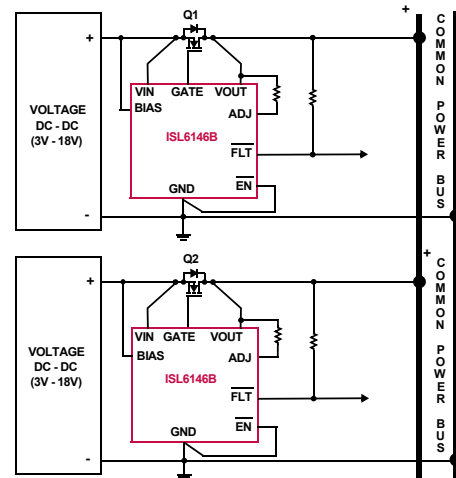 Q1
+
+
VOLTAGE
DC - DC
(3V - 18V)
-
VIN GATE VOUT
BIAS
ADJ
ISL6146B
FLT
EN
GND
COMMON POWER BUS
Q2
+
+
VOLTAGE
DC - DC
(3V - 18V)
-
VIN GATE VOUT
BIAS
ADJ
ISL6146B
FLT
EN
GND
COMMON POWER BUS